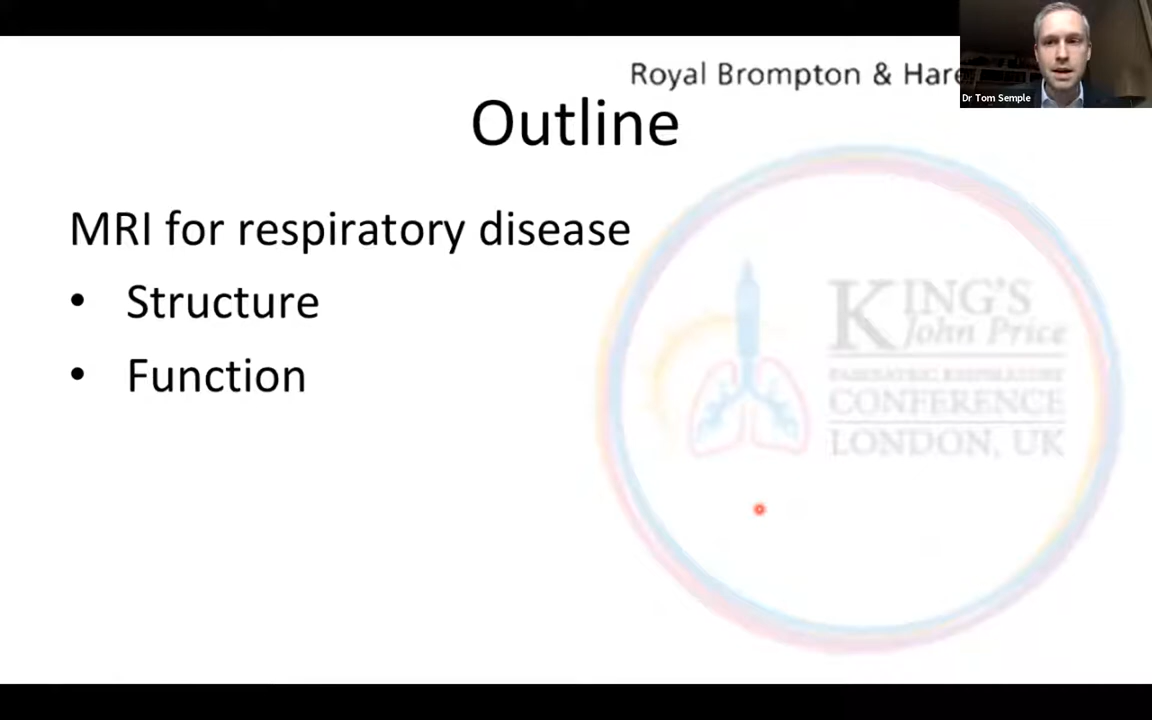 Royal Brompton & Hare
Dr Tom Semple
Outline
MRI for respiratory disease
• Structure
• Function
KING'S
John Price
PAEDIATRIC RESPIRATORY
CONFERENCE
LONDON, UK